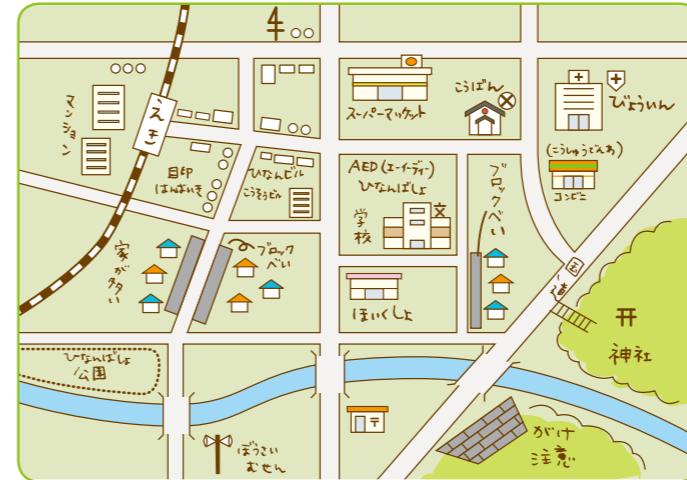 4
スーパーマーケット
こうばん
びょういん
マンション
えき
(こうしゅうでんわ)
コンビニ
目印
はんばいき
ひなんビル
こうそうビル
AED(エーイーディー)
ひなんばしょ
学校
文
ブロックべい
家が多い
ブロック
べい
ほいくしょ
国道
神社
ひなんばしょ
公園
〒
ぼうさい
むせん
がけ
注意